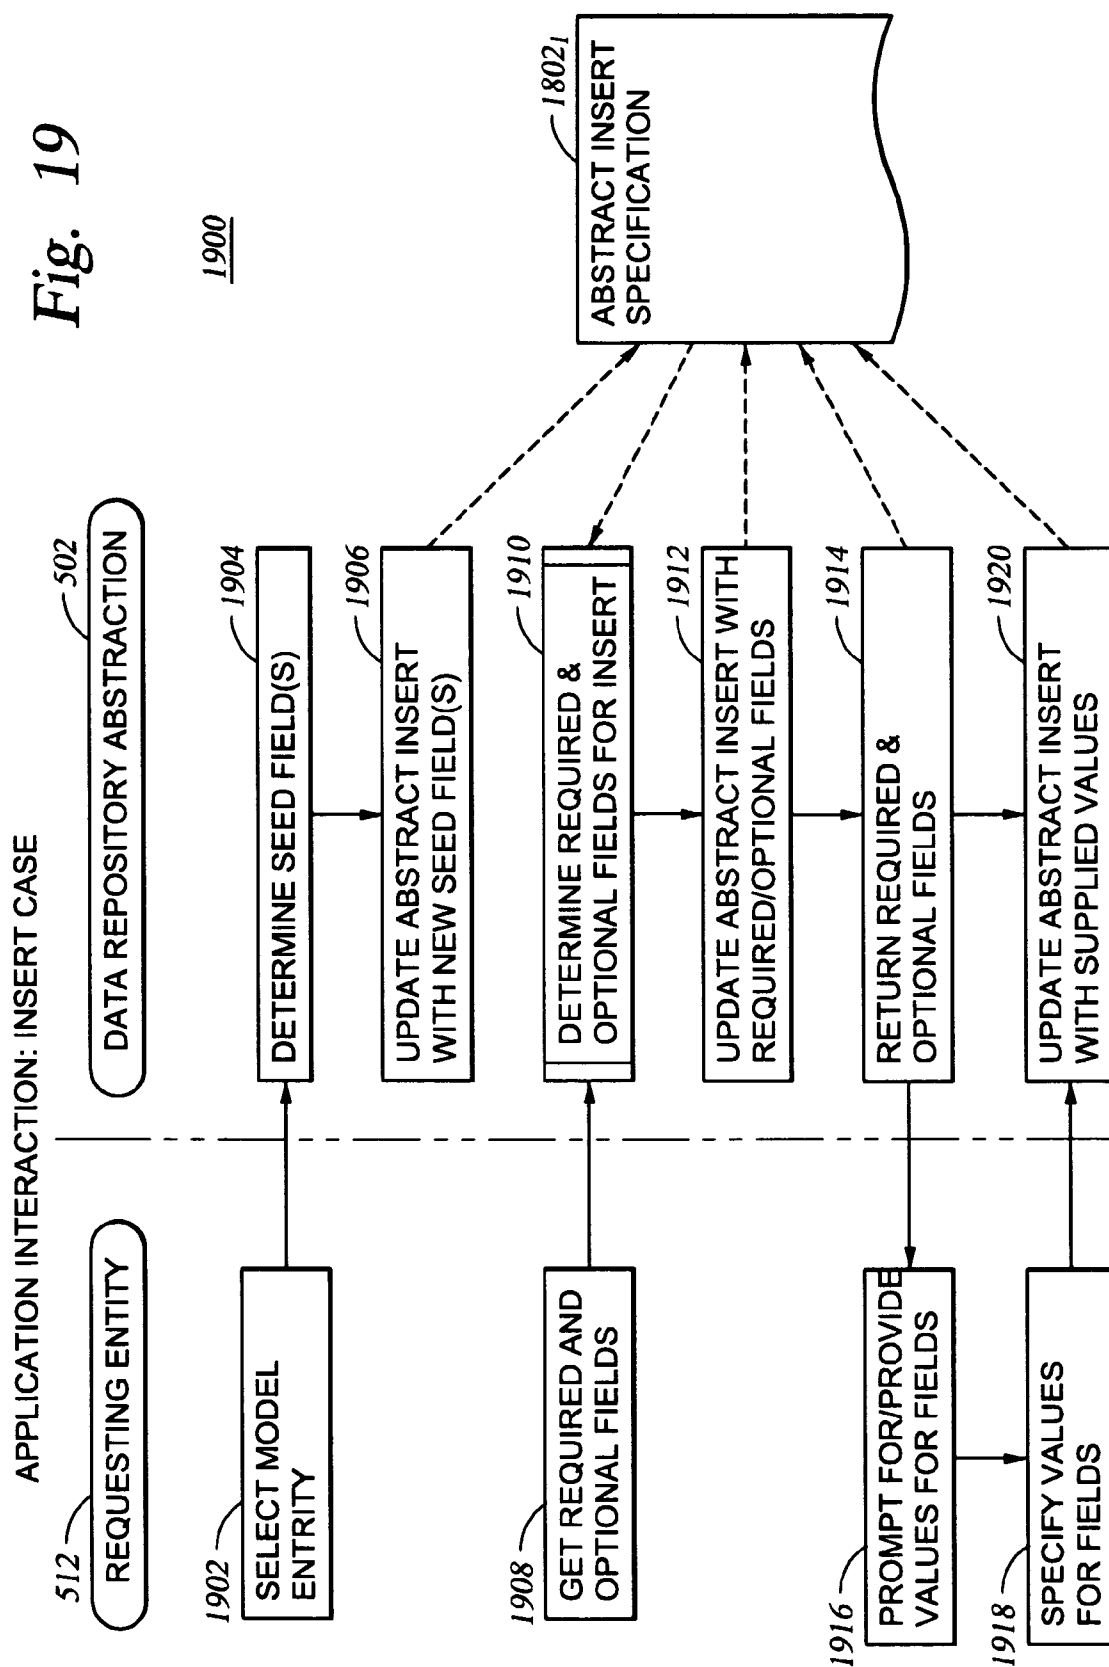 Fig. 19
1900
APPLICATION INTERACTION: INSERT CASE
512
REQUESTING ENTITY
502
DATA REPOSITORY ABSTRACTION
1902
SELECT MODEL
ENTRITY
1904
DETERMINE SEED FIELD(S)
1906
UPDATE ABSTRACT INSERT
WITH NEW SEED FIELD(S)
1908
GET REQUIRED AND
OPTIONAL FIELDS
1910
DETERMINE REQUIRED &
OPTIONAL FIELDS FOR INSERT
1912
UPDATE ABSTRACT INSERT WITH
REQUIRED/OPTIONAL FIELDS
1914
RETURN REQUIRED &
OPTIONAL FIELDS
1916
PROMPT FOR/PROVIDE
VALUES FOR FIELDS
1918
SPECIFY VALUES
FOR FIELDS
1920
UPDATE ABSTRACT INSERT
WITH SUPPLIED VALUES
1802₁
ABSTRACT INSERT
SPECIFICATION